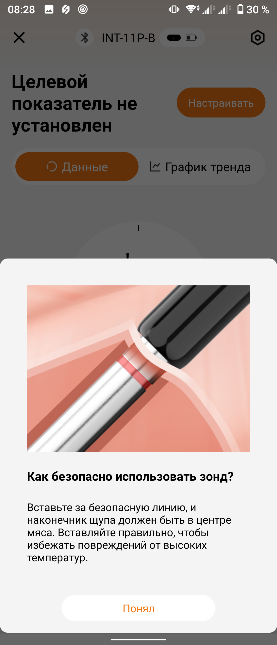 08:28
30 %
INT-11P-B
Целевой
показатель не
установлен
Настраивать
Данные
График тренда
Как безопасно использовать зонд?
Вставьте за безопасную линию, и
наконечник щупа должен быть в центре
мяса. Вставляйте правильно, чтобы
избежать повреждений от высоких
температур.
Понял